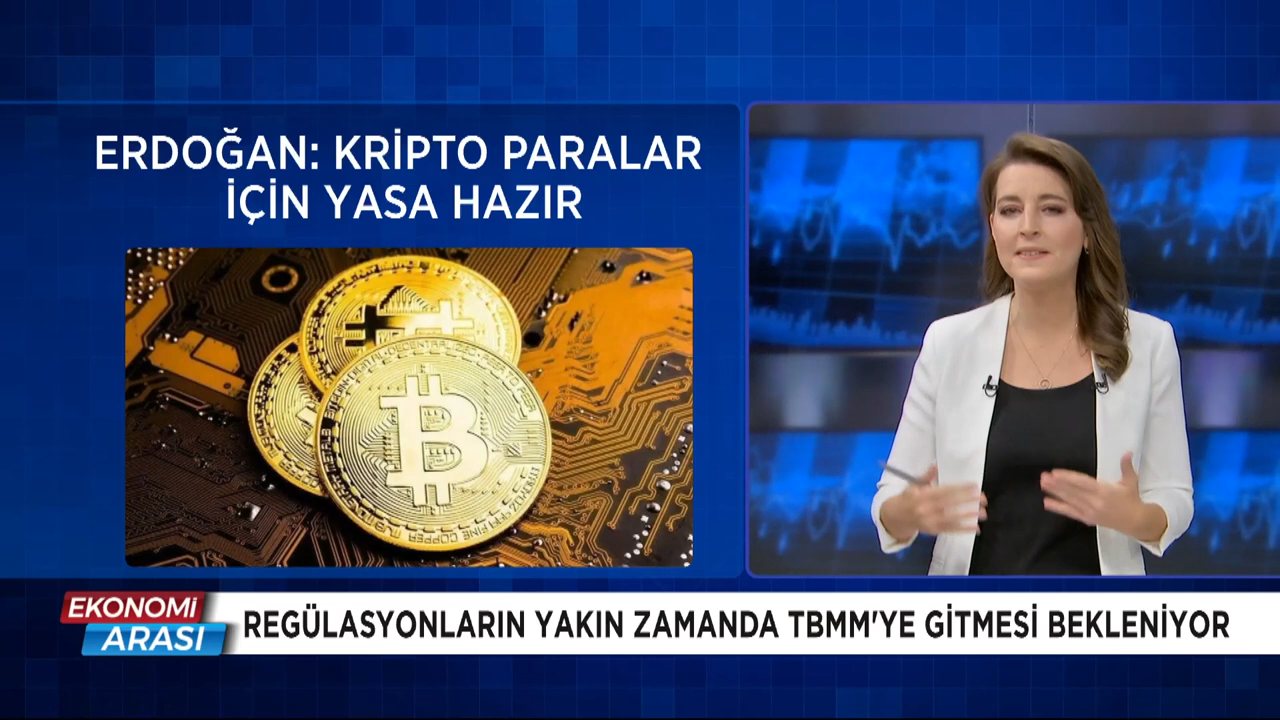 ERDOĞAN: KRİPTO PARALAR
İÇİN YASA HAZIR
EKONOMİ
ARASI
REGÜLASYONLARIN YAKIN ZAMANDA TBMM'YE GİTMESİ BEKLENİYOR